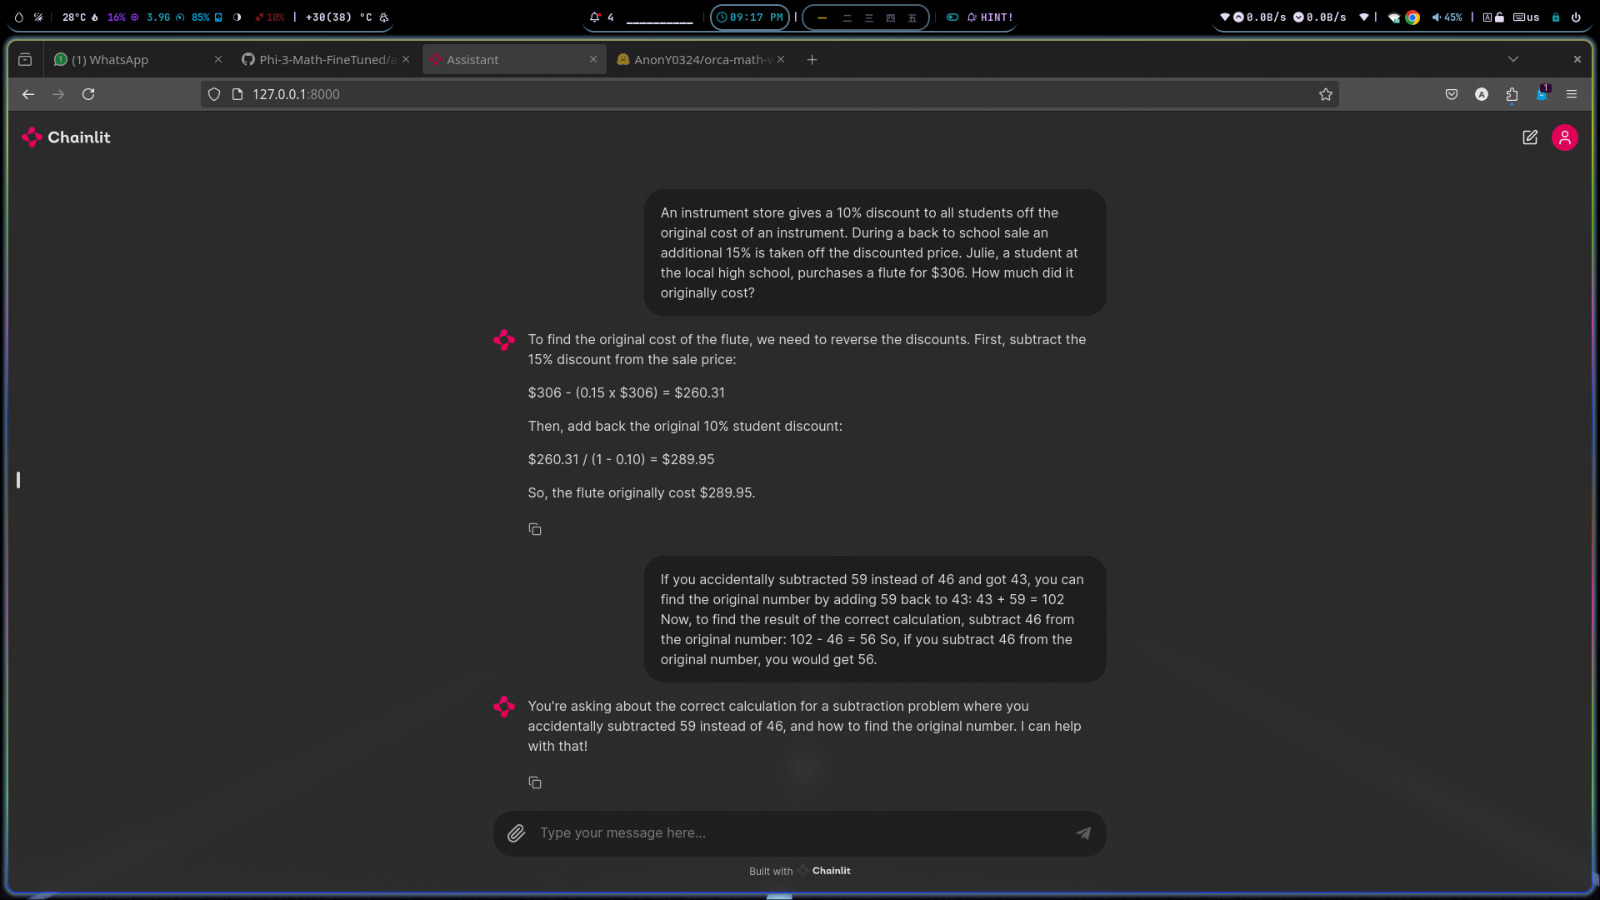 28°C 16% 3.9G 85% 10% | +30(38) °C
4 __________ | 09:17 PM | 一 二 三 四 五 | HINT!
0.0B/s 0.0B/s | 45% | A us
(1) WhatsApp
Phi-3-Math-FineTuned/a
Assistant
AnonY0324/orca-math-w
127.0.0.1:8000
A
1
Chainlit
An instrument store gives a 10% discount to all students off the
original cost of an instrument. During a back to school sale an
additional 15% is taken off the discounted price. Julie, a student at
the local high school, purchases a flute for $306. How much did it
originally cost?
To find the original cost of the flute, we need to reverse the discounts. First, subtract the
15% discount from the sale price:
$306 - (0.15 x $306) = $260.31
Then, add back the original 10% student discount:
$260.31 / (1 - 0.10) = $289.95
So, the flute originally cost $289.95.
If you accidentally subtracted 59 instead of 46 and got 43, you can
find the original number by adding 59 back to 43: 43 + 59 = 102
Now, to find the result of the correct calculation, subtract 46 from
the original number: 102 - 46 = 56 So, if you subtract 46 from the
original number, you would get 56.
You're asking about the correct calculation for a subtraction problem where you
accidentally subtracted 59 instead of 46, and how to find the original number. I can help
with that!
Type your message here...
Built with Chainlit